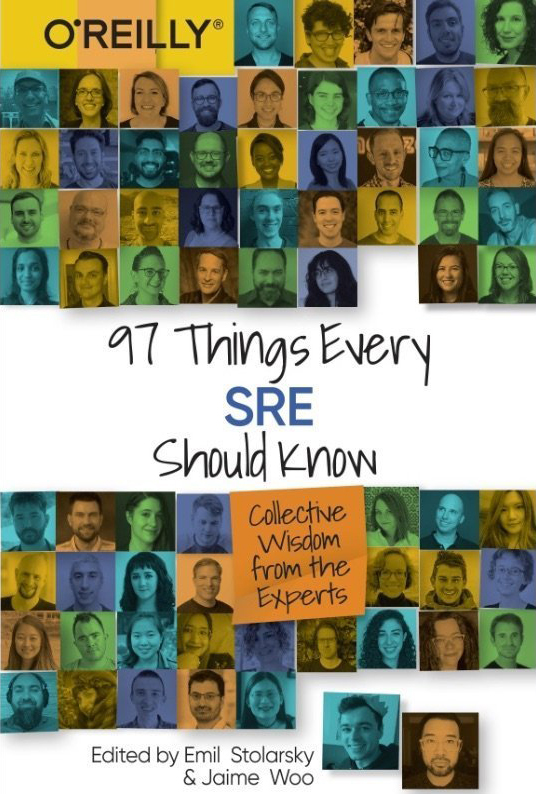 O'REILLY®
97 Things Every
SRE
Should Know
Collective
Wisdom
from the
Experts
Edited by Emil Stolarsky
& Jaime Woo